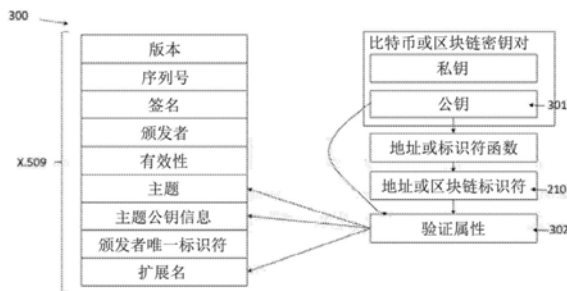 300
X.509
版本
序列号
签名
颁发者
有效性
主题
主题公钥信息
颁发者唯一标识符
扩展名
比特币或区块链密钥对
私钥
公钥
301
地址或标识符函数
地址或区块链标识符
210
验证属性
302